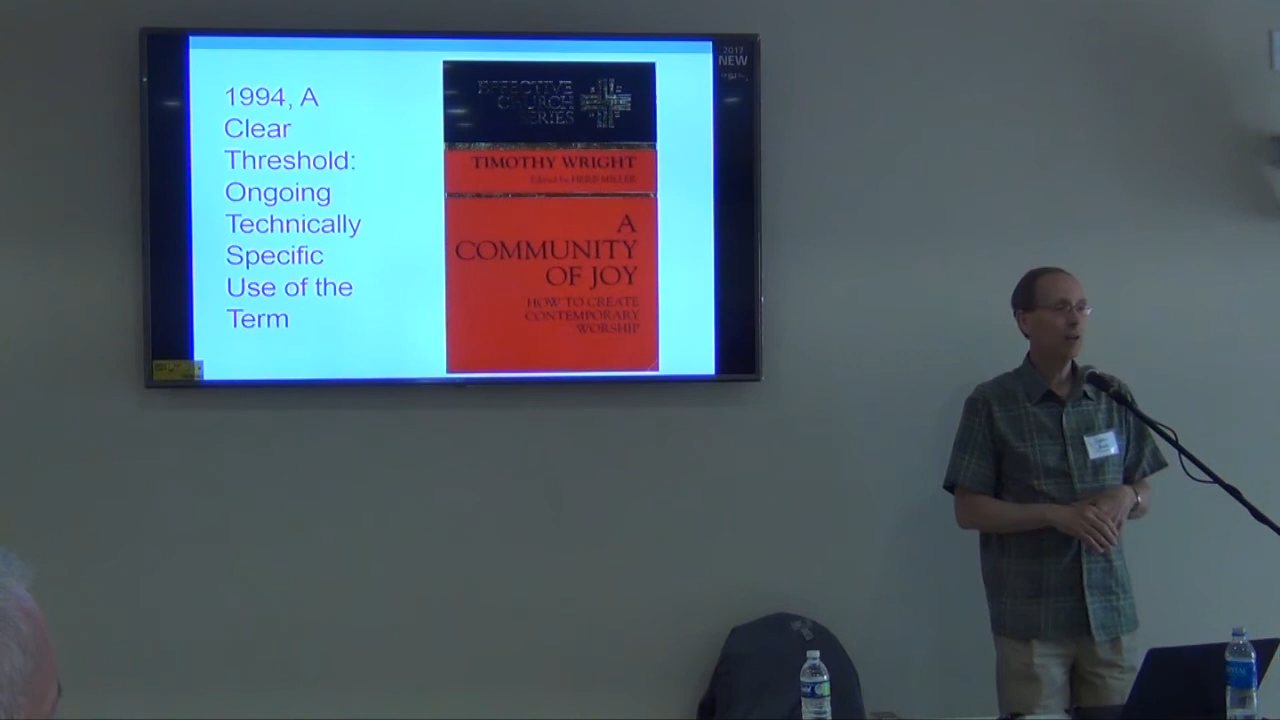 1994, A
Clear
Threshold:
Ongoing
Technically
Specific
Use of the
Term
EFFECTIVE
CHURCH
SERIES
TIMOTHY WRIGHT
Edited by HERB MILLER
A
COMMUNITY
OF JOY
HOW TO CREATE
CONTEMPORARY
WORSHIP
2017
NEW